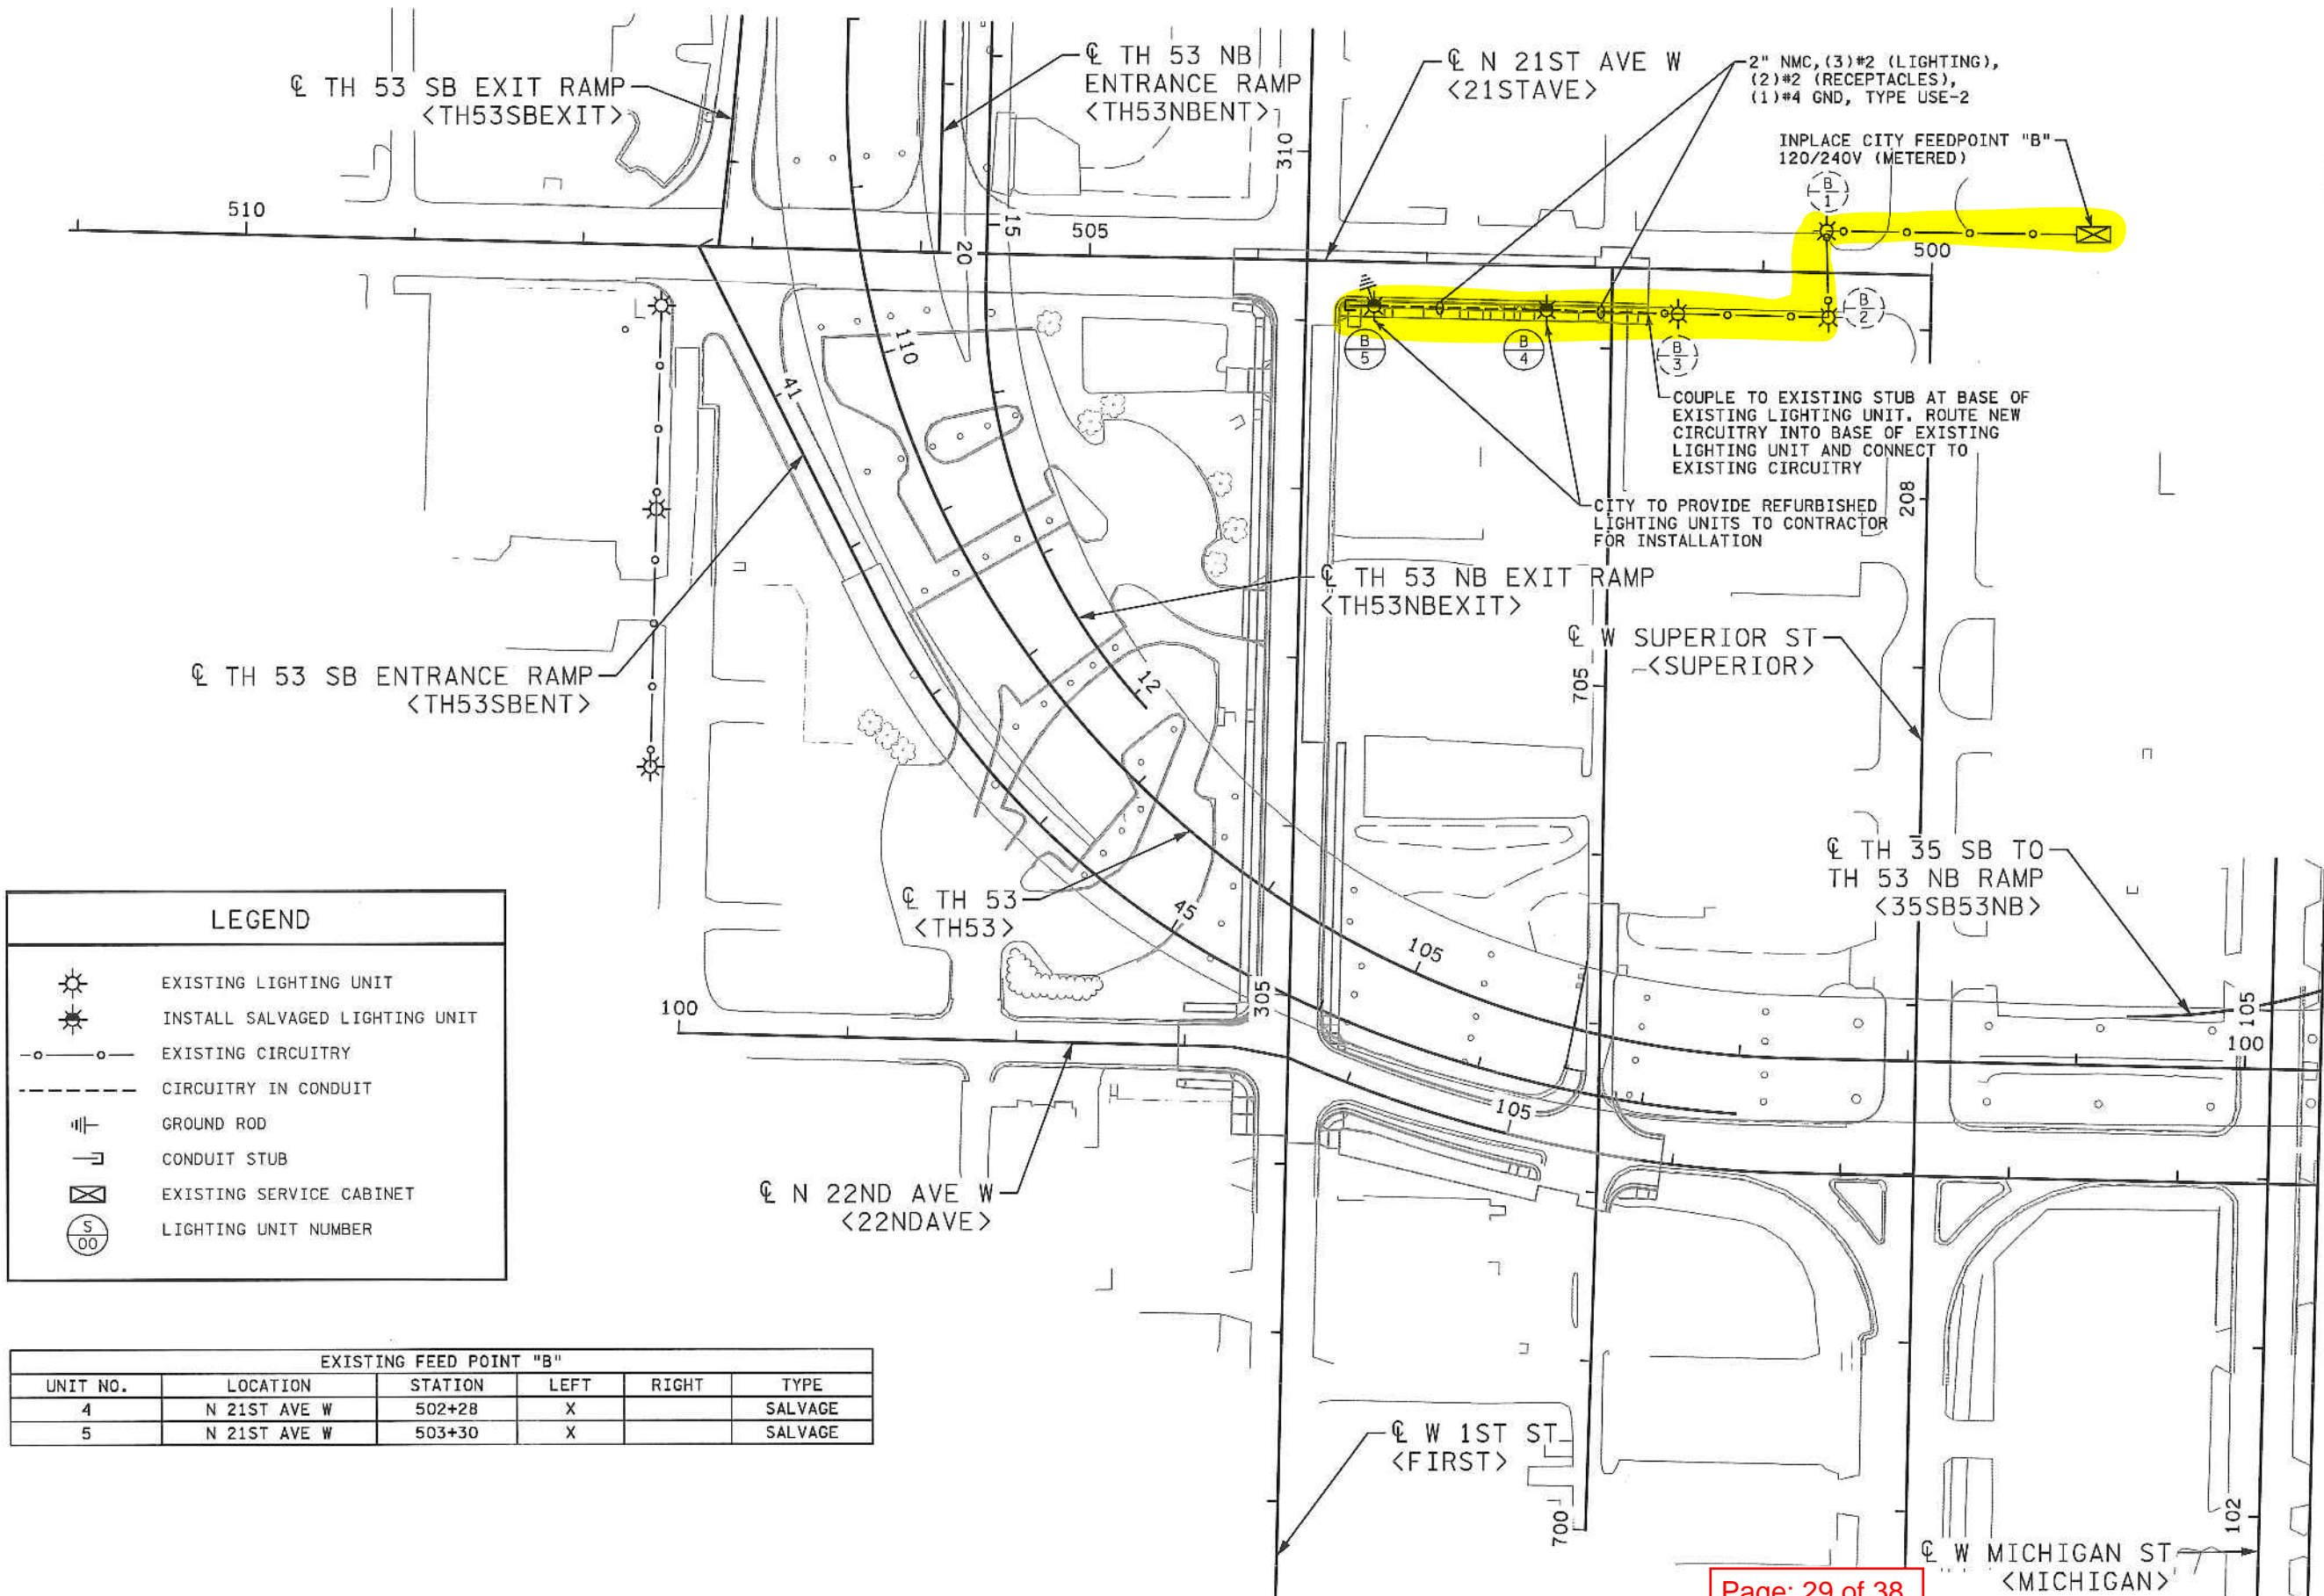 ℄ TH 53 SB EXIT RAMP
<TH53SBEXIT>
℄ TH 53 NB
ENTRANCE RAMP
<TH53NBENT>
℄ N 21ST AVE W
<21STAVE>
2" NMC,(3)#2 (LIGHTING),
(2)#2 (RECEPTACLES),
(1)#4 GND, TYPE USE-2
INPLACE CITY FEEDPOINT "B"
120/240V (METERED)
310
B
1
510
15
20
505
500
B
2
B
5
B
4
B
3
110
41
COUPLE TO EXISTING STUB AT BASE OF
EXISTING LIGHTING UNIT. ROUTE NEW
CIRCUITRY INTO BASE OF EXISTING
LIGHTING UNIT AND CONNECT TO
EXISTING CIRCUITRY
208
CITY TO PROVIDE REFURBISHED
LIGHTING UNITS TO CONTRACTOR
FOR INSTALLATION
℄ TH 53 NB EXIT RAMP
<TH53NBEXIT>
℄ W SUPERIOR ST
<SUPERIOR>
℄ TH 53 SB ENTRANCE RAMP
<TH53SBENT>
12
705
℄ TH 35 SB TO
TH 53 NB RAMP
<35SB53NB>
℄ TH 53
<TH53>
45
105
LEGEND
EXISTING LIGHTING UNIT
INSTALL SALVAGED LIGHTING UNIT
EXISTING CIRCUITRY
CIRCUITRY IN CONDUIT
GROUND ROD
CONDUIT STUB
EXISTING SERVICE CABINET
S
00
LIGHTING UNIT NUMBER
100
305
105
100
105
℄ N 22ND AVE W
<22NDAVE>
EXISTING FEED POINT "B"
UNIT NO. LOCATION STATION LEFT RIGHT TYPE
4 N 21ST AVE W 502+28 X SALVAGE
5 N 21ST AVE W 503+30 X SALVAGE
℄ W 1ST ST
<FIRST>
700
102
℄ W MICHIGAN ST
<MICHIGAN>
Page: 29 of 38